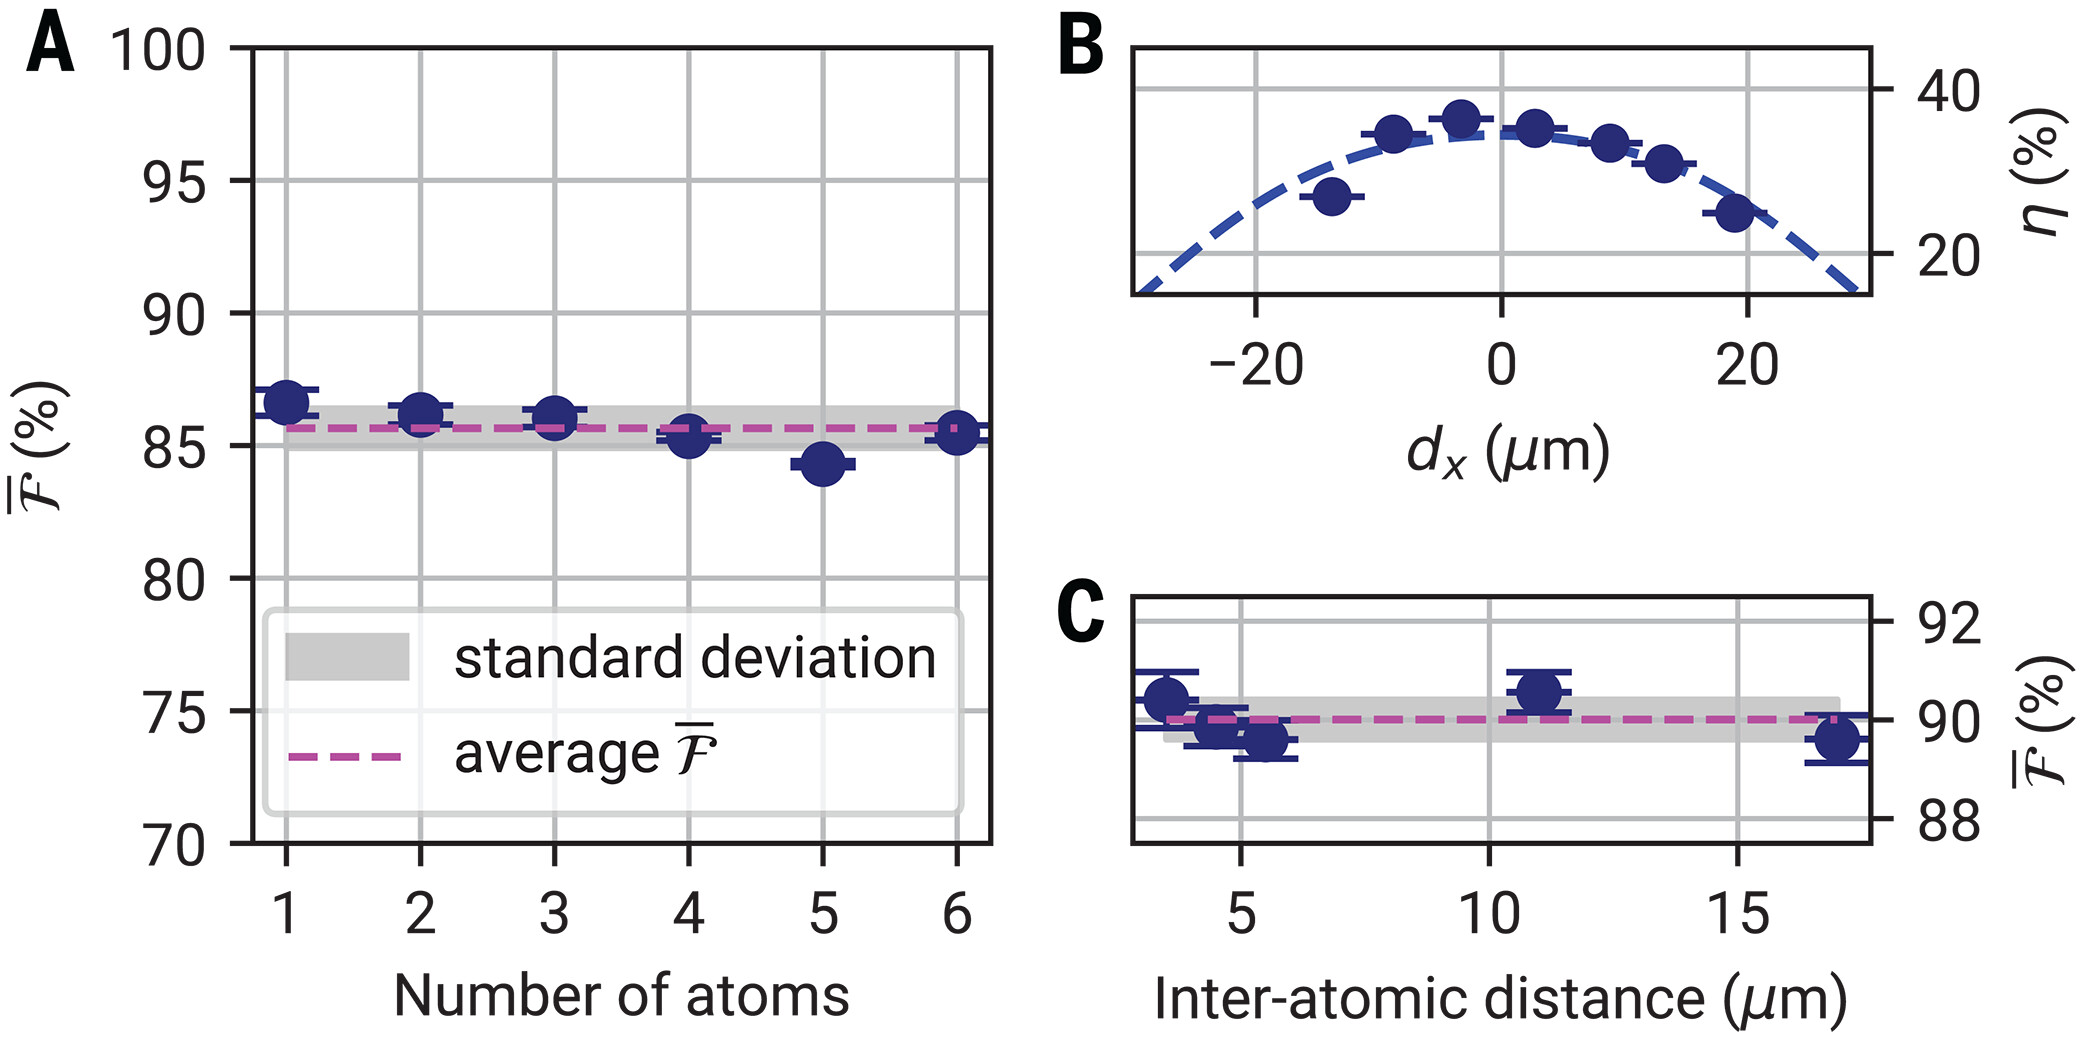 A
100
95
90
85
80
75
70
ℱ̅ (%)
standard deviation
average ℱ̅
1 2 3 4 5 6
Number of atoms
B
40
20
η (%)
−20 0 20
dₓ (μm)
C
92
90
88
ℱ̅ (%)
5 10 15
Inter-atomic distance (μm)